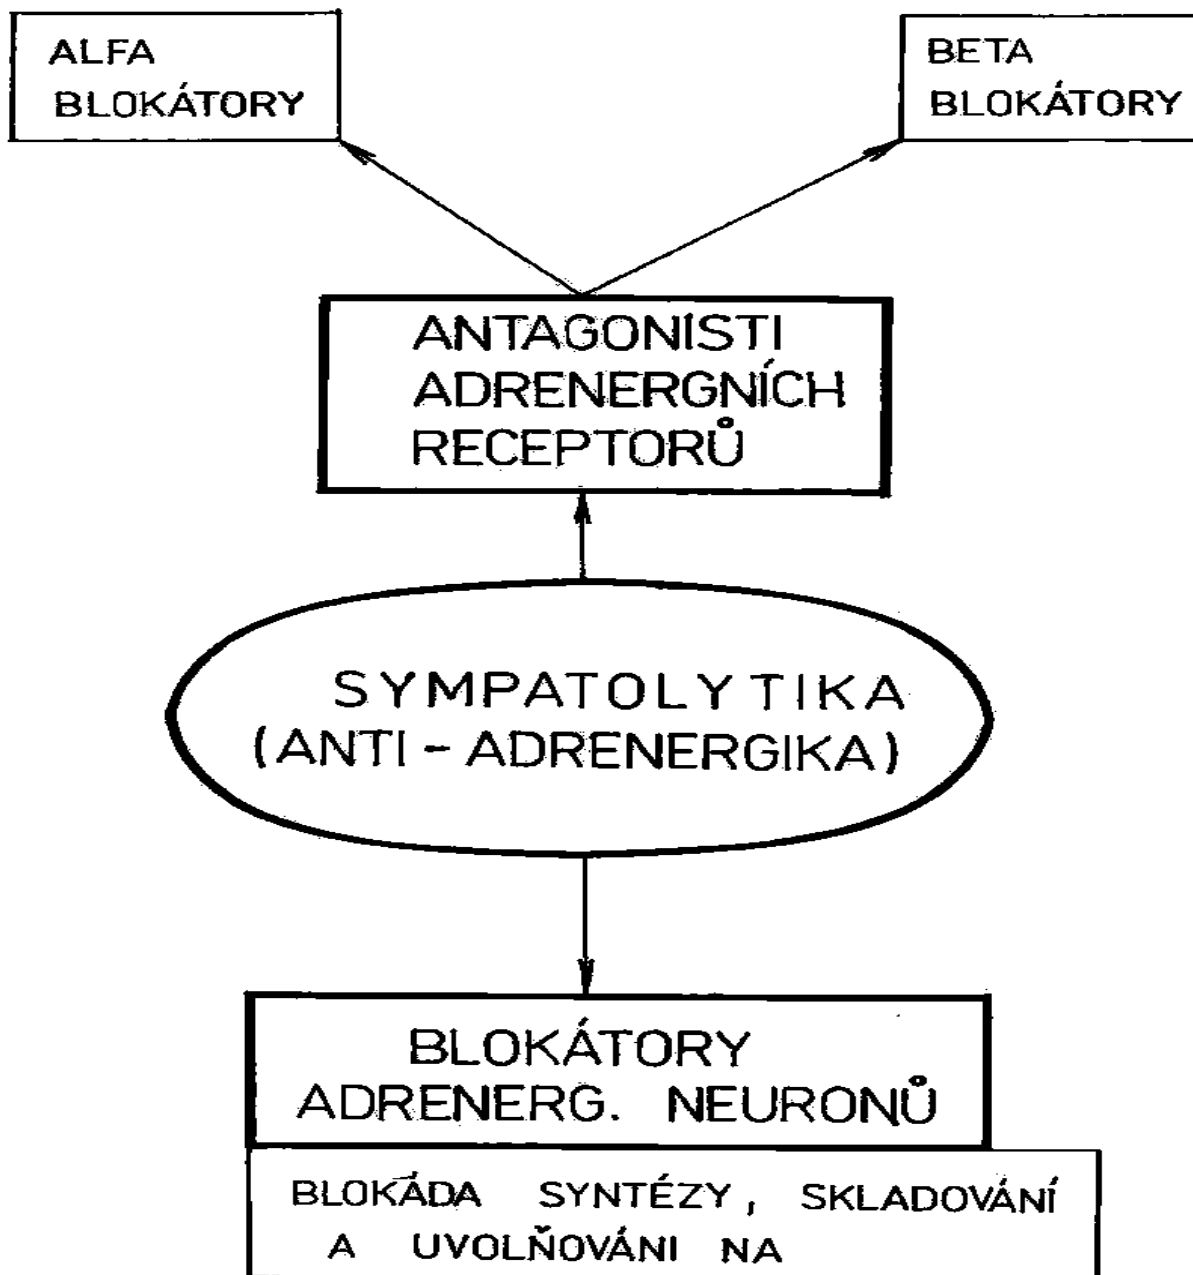 ALFA
BLOKÁTORY
BETA
BLOKÁTORY
ANTAGONISTI
ADRENERGNÍCH
RECEPTORŮ
SYMPATOLYTIKA
(ANTI-ADRENERGIKA)
BLOKÁTORY
ADRENERG. NEURONŮ
BLOKÁDA SYNTÉZY, SKLADOVÁNÍ
A UVOLŇOVÁNI NA